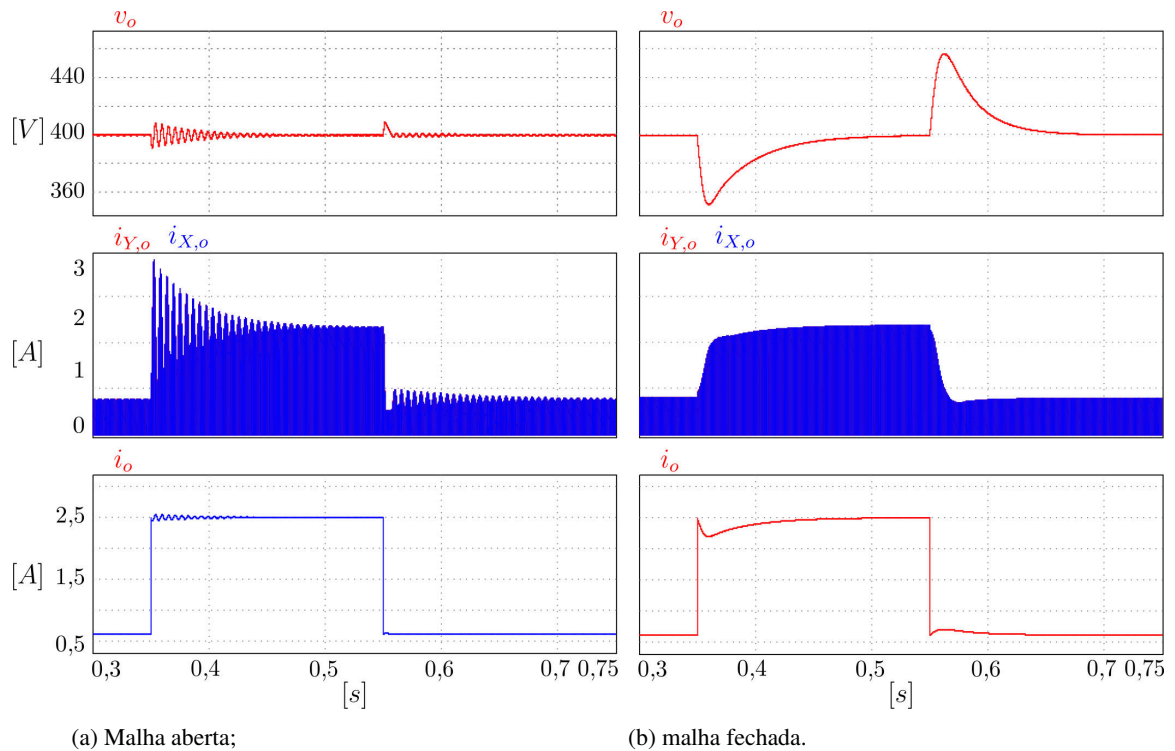 v_o v_o
440
[V] 400
360
i_{Y,o} i_{X,o} i_{Y,o} i_{X,o}
3
2
[A]
1
0
i_o i_o
2,5
[A] 1,5
0,5
0,3 0,4 0,5 0,6 0,7 0,75 0,3 0,4 0,5 0,6 0,7 0,75
[s] [s]
(a) Malha aberta; (b) malha fechada.